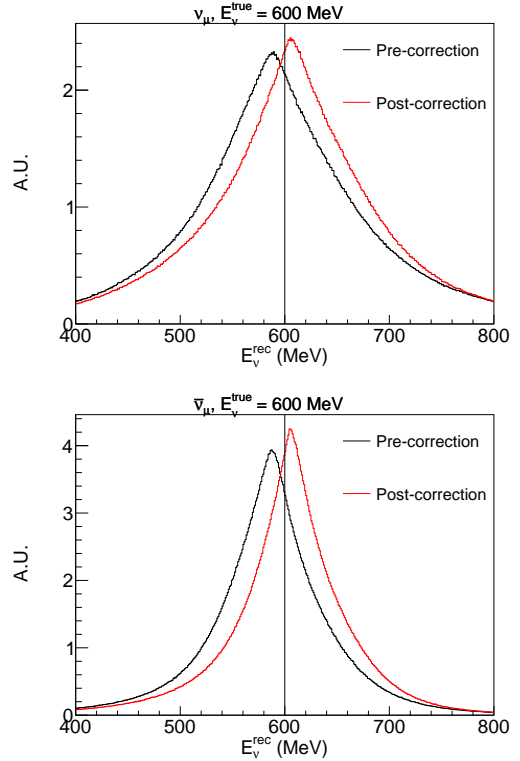 ν_μ, E_ν^true = 600 MeV
Pre-correction
Post-correction
A.U.
2
1
0
400 500 600 700 800
E_ν^rec (MeV)
ν̅_μ, E_ν^true = 600 MeV
Pre-correction
Post-correction
A.U.
4
3
2
1
0
400 500 600 700 800
E_ν^rec (MeV)